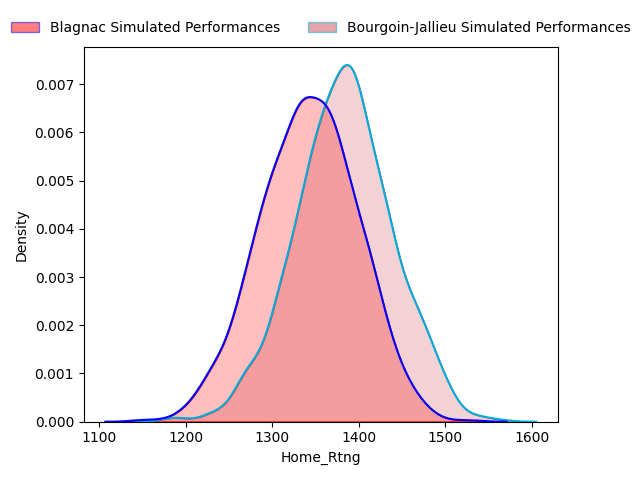 Blagnac Simulated Performances
Bourgoin-Jallieu Simulated Performances
0.007
0.006
0.005
0.004
0.003
0.002
0.001
0.000
Density
1100 1200 1300 1400 1500 1600
Home_Rtng